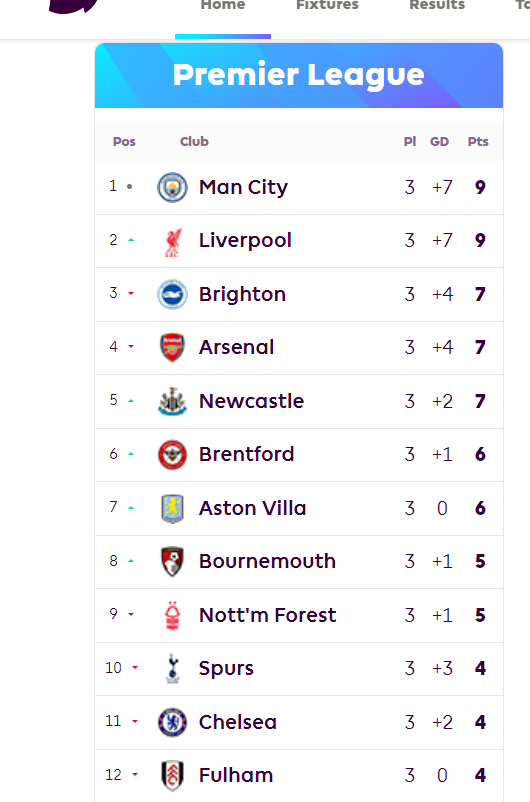 Home Fixtures Results
Premier League
Pos Club Pl GD Pts
1 Man City 3 +7 9
2 Liverpool 3 +7 9
3 Brighton 3 +4 7
4 Arsenal 3 +4 7
5 Newcastle 3 +2 7
6 Brentford 3 +1 6
7 Aston Villa 3 0 6
8 Bournemouth 3 +1 5
9 Nott'm Forest 3 +1 5
10 Spurs 3 +3 4
11 Chelsea 3 +2 4
12 Fulham 3 0 4